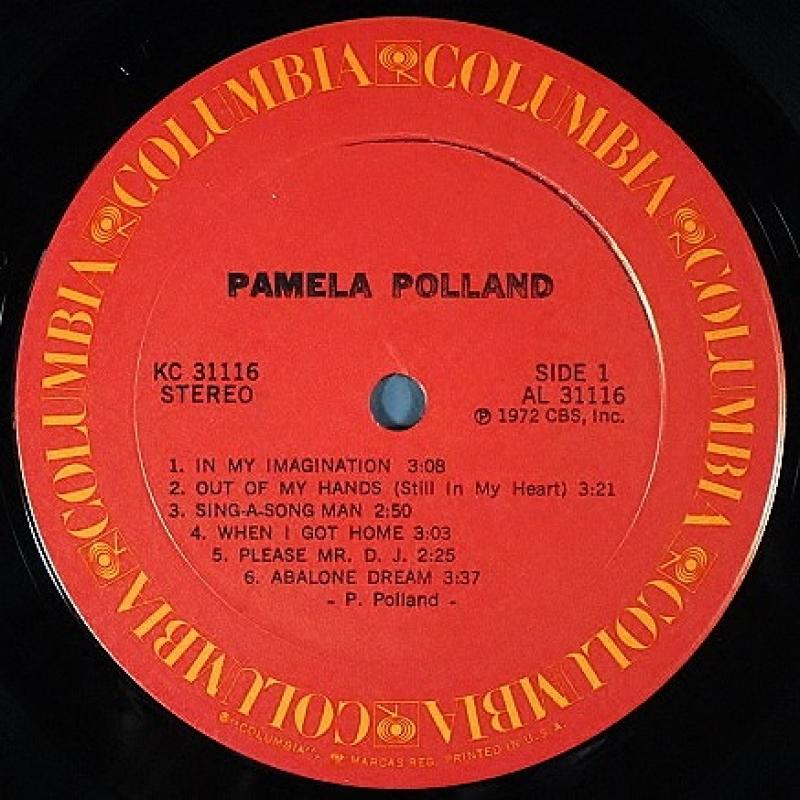 COLUMBIA COLUMBIA COLUMBIA COLUMBIA COLUMBIA COLUMBIA
PAMELA POLLAND
KC 31116
STEREO
SIDE 1
AL 31116
Ⓟ 1972 CBS, Inc.
1. IN MY IMAGINATION 3:08
2. OUT OF MY HANDS (Still In My Heart) 3:21
3. SING-A-SONG MAN 2:50
4. WHEN I GOT HOME 3:03
5. PLEASE MR. D. J. 2:25
6. ABALONE DREAM 3:37
- P. Polland -
® "COLUMBIA", MARCAS REG. PRINTED IN U.S.A.